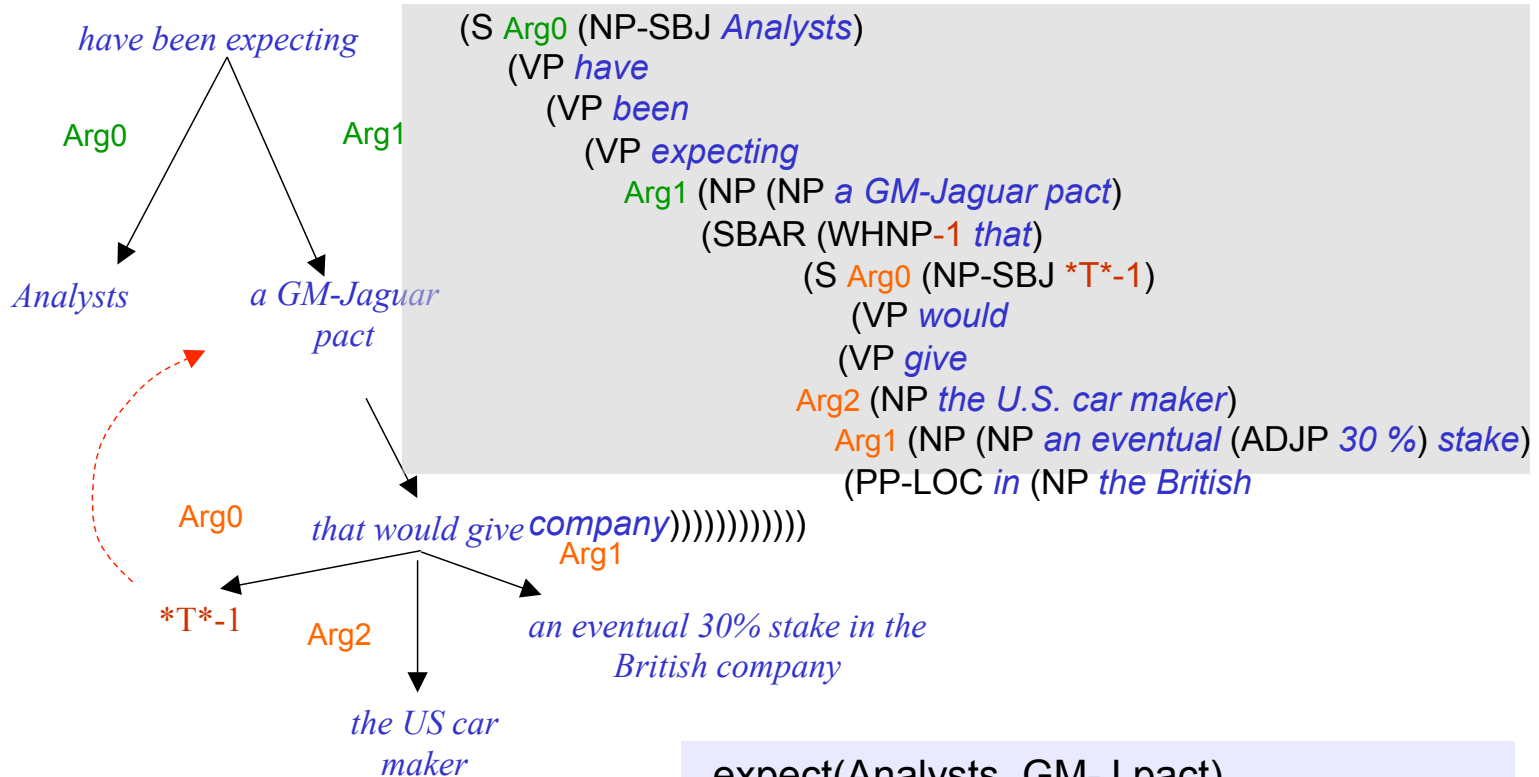 have been expecting
Arg0
Arg1
Analysts
a GM-Jaguar
pact
(S Arg0 (NP-SBJ Analysts)
(VP have
(VP been
(VP expecting
Arg1 (NP (NP a GM-Jaguar pact)
(SBAR (WHNP-1 that)
(S Arg0 (NP-SBJ *T*-1)
(VP would
(VP give
Arg2 (NP the U.S. car maker)
Arg1 (NP (NP an eventual (ADJP 30 %) stake)
(PP-LOC in (NP the British
company))))))))))))
Arg0
that would give
Arg1
*T*-1
Arg2
an eventual 30% stake in the
British company
the US car
maker
expect(Analysts, GM-J pact)